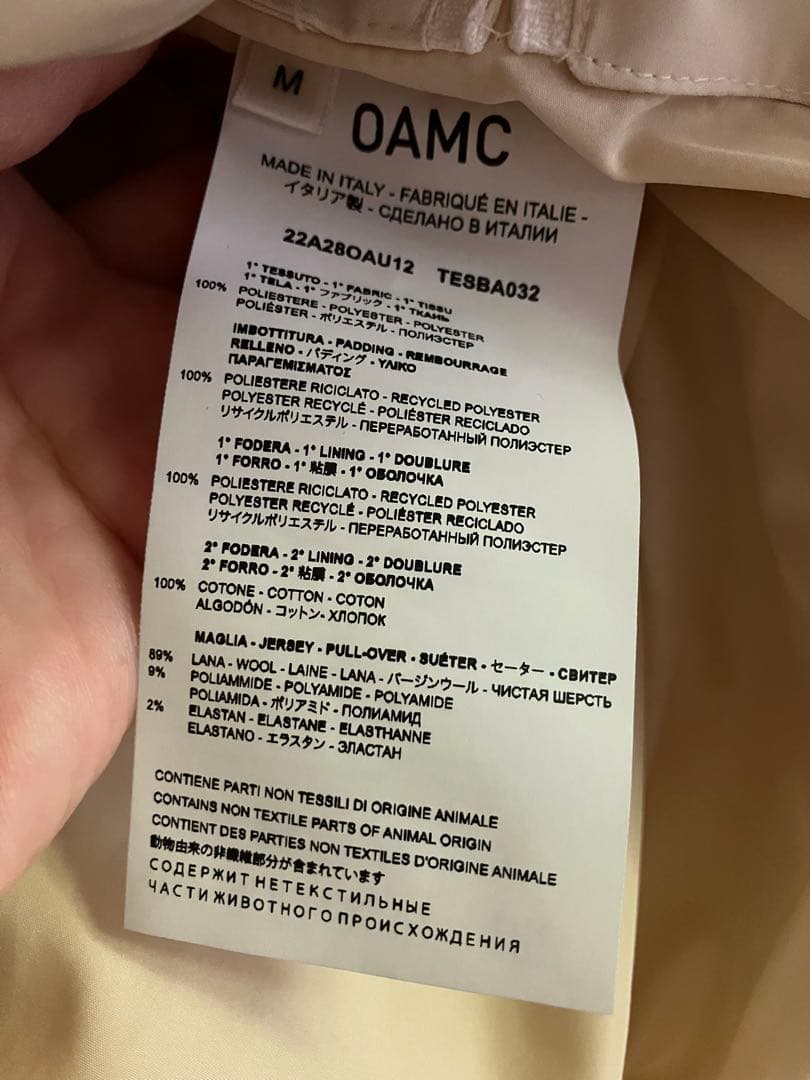 M
OAMC
MADE IN ITALY - FABRIQUÉ EN ITALIE -
イタリア製 - СДЕЛАНО В ИТАЛИИ
22A28OAU12 TESBA032
1° TESSUTO - 1° FABRIC - 1° TISSU
1° TELA - 1° ファブリック - 1° ТКАНЬ
100% POLIESTERE - POLYESTER - POLYESTER
POLIÉSTER - ポリエステル - ПОЛИЭСТЕР
IMBOTTITURA - PADDING - REMBOURRAGE
RELLENO - パディング - ΥΛΙΚΟ
ΠΑΡΑΓΕΜΙΣΜΑΤΟΣ
100% POLIESTERE RICICLATO - RECYCLED POLYESTER
POLYESTER RECYCLÉ - POLIÉSTER RECICLADO
リサイクルポリエステル - ПЕРЕРАБОТАННЫЙ ПОЛИЭСТЕР
1° FODERA - 1° LINING - 1° DOUBLURE
1° FORRO - 1° 粘膜 - 1° ОБОЛОЧКА
100% POLIESTERE RICICLATO - RECYCLED POLYESTER
POLYESTER RECYCLÉ - POLIÉSTER RECICLADO
リサイクルポリエステル - ПЕРЕРАБОТАННЫЙ ПОЛИЭСТЕР
2° FODERA - 2° LINING - 2° DOUBLURE
2° FORRO - 2° 粘膜 - 2° ОБОЛОЧКА
100% COTONE - COTTON - COTON
ALGODÓN - コットン- ХЛОПОК
MAGLIA - JERSEY - PULL-OVER - SUÉTER - セーター - СВИТЕР
89% LANA - WOOL - LAINE - LANA - バージンウール - ЧИСТАЯ ШЕРСТЬ
9% POLIAMMIDE - POLYAMIDE - POLYAMIDE
POLIAMIDA - ポリアミド - ПОЛИАМИД
2% ELASTAN - ELASTANE - ELASTHANNE
ELASTANO - エラスタン - ЭЛАСТАН
CONTIENE PARTI NON TESSILI DI ORIGINE ANIMALE
CONTAINS NON TEXTILE PARTS OF ANIMAL ORIGIN
CONTIENT DES PARTIES NON TEXTILES D'ORIGINE ANIMALE
動物由来の非繊維部分が含まれています
СОДЕРЖИТ НЕТЕКСТИЛЬНЫЕ
ЧАСТИ ЖИВОТНОГО ПРОИСХОЖДЕНИЯ